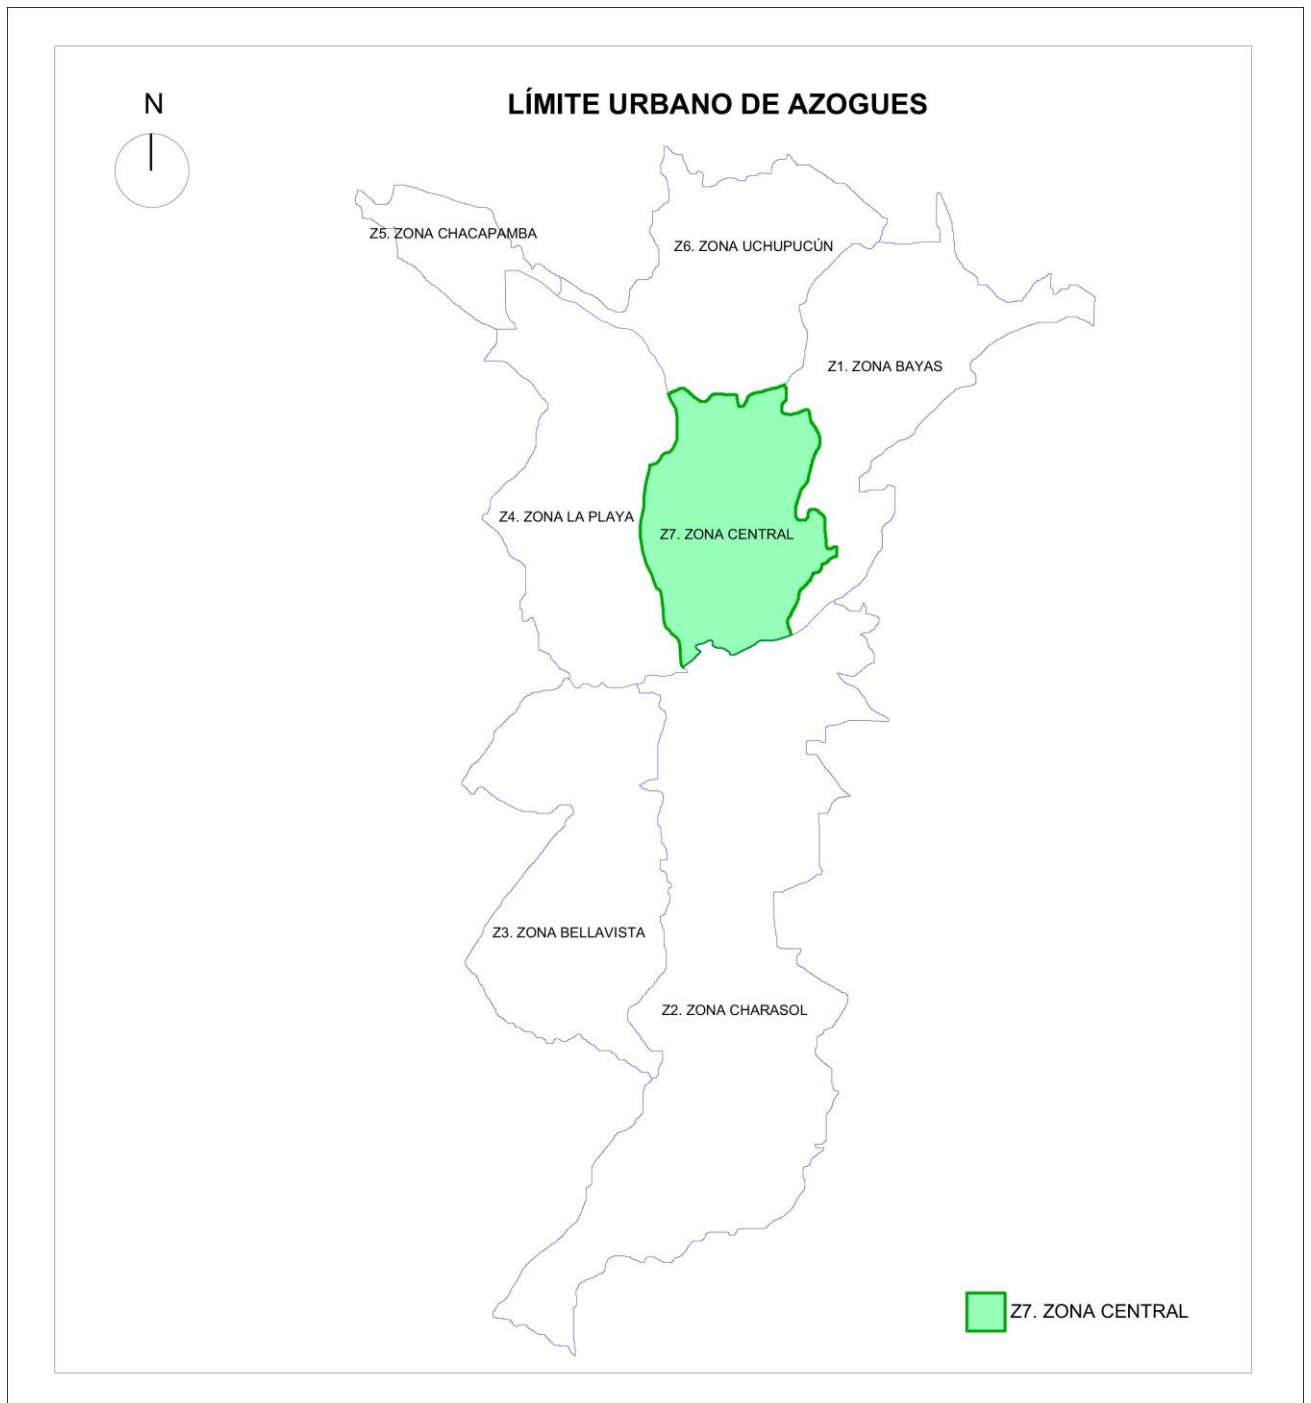 N
LÍMITE URBANO DE AZOGUES
Z5. ZONA CHACAPAMBA
Z6. ZONA UCHUPUCÚN
Z1. ZONA BAYAS
Z4. ZONA LA PLAYA
Z7. ZONA CENTRAL
Z3. ZONA BELLAVISTA
Z2. ZONA CHARASOL
Z7. ZONA CENTRAL